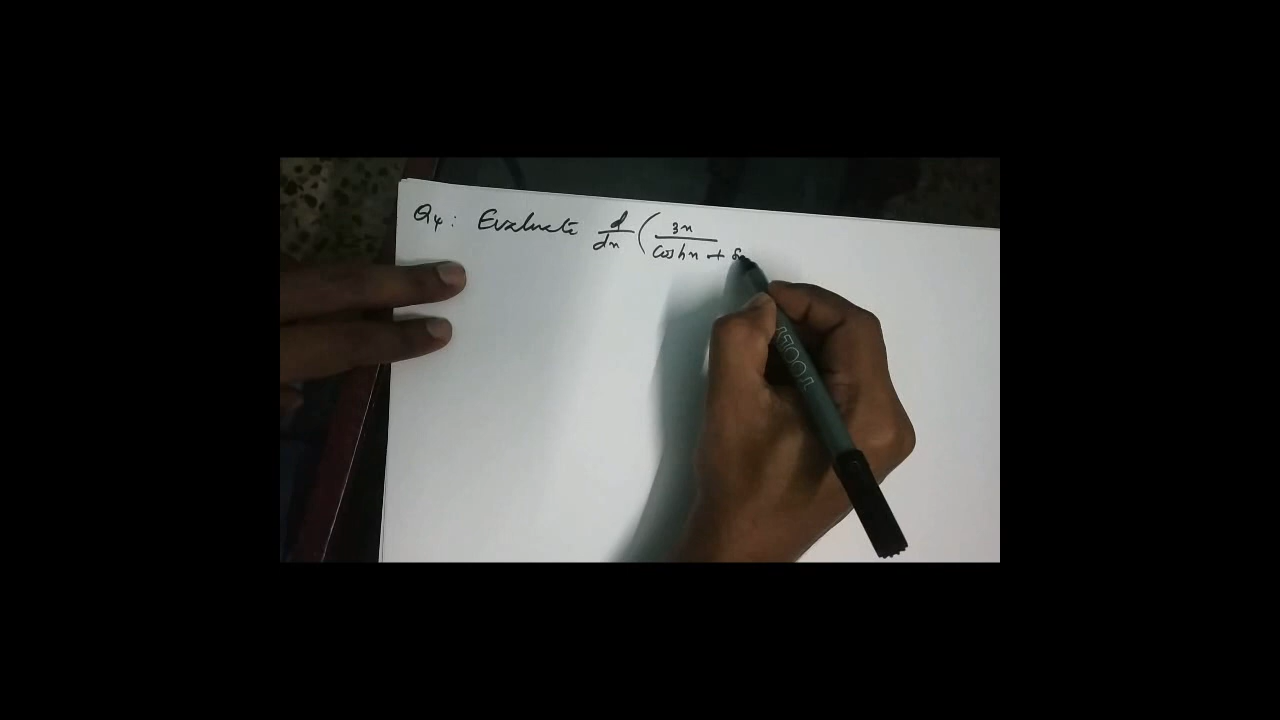 Q4: Evaluate d/dx ( 3x / coshx +